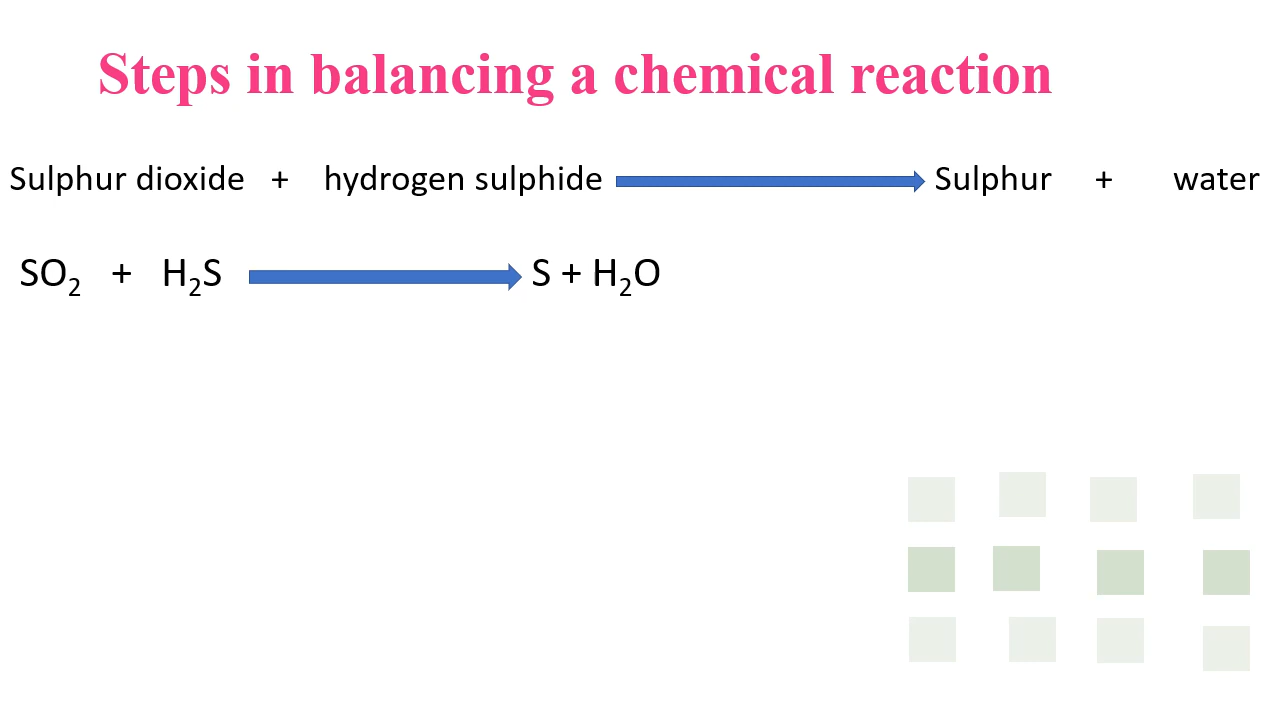 Steps in balancing a chemical reaction
Sulphur dioxide + hydrogen sulphide Sulphur + water
SO₂ + H₂S S + H₂O